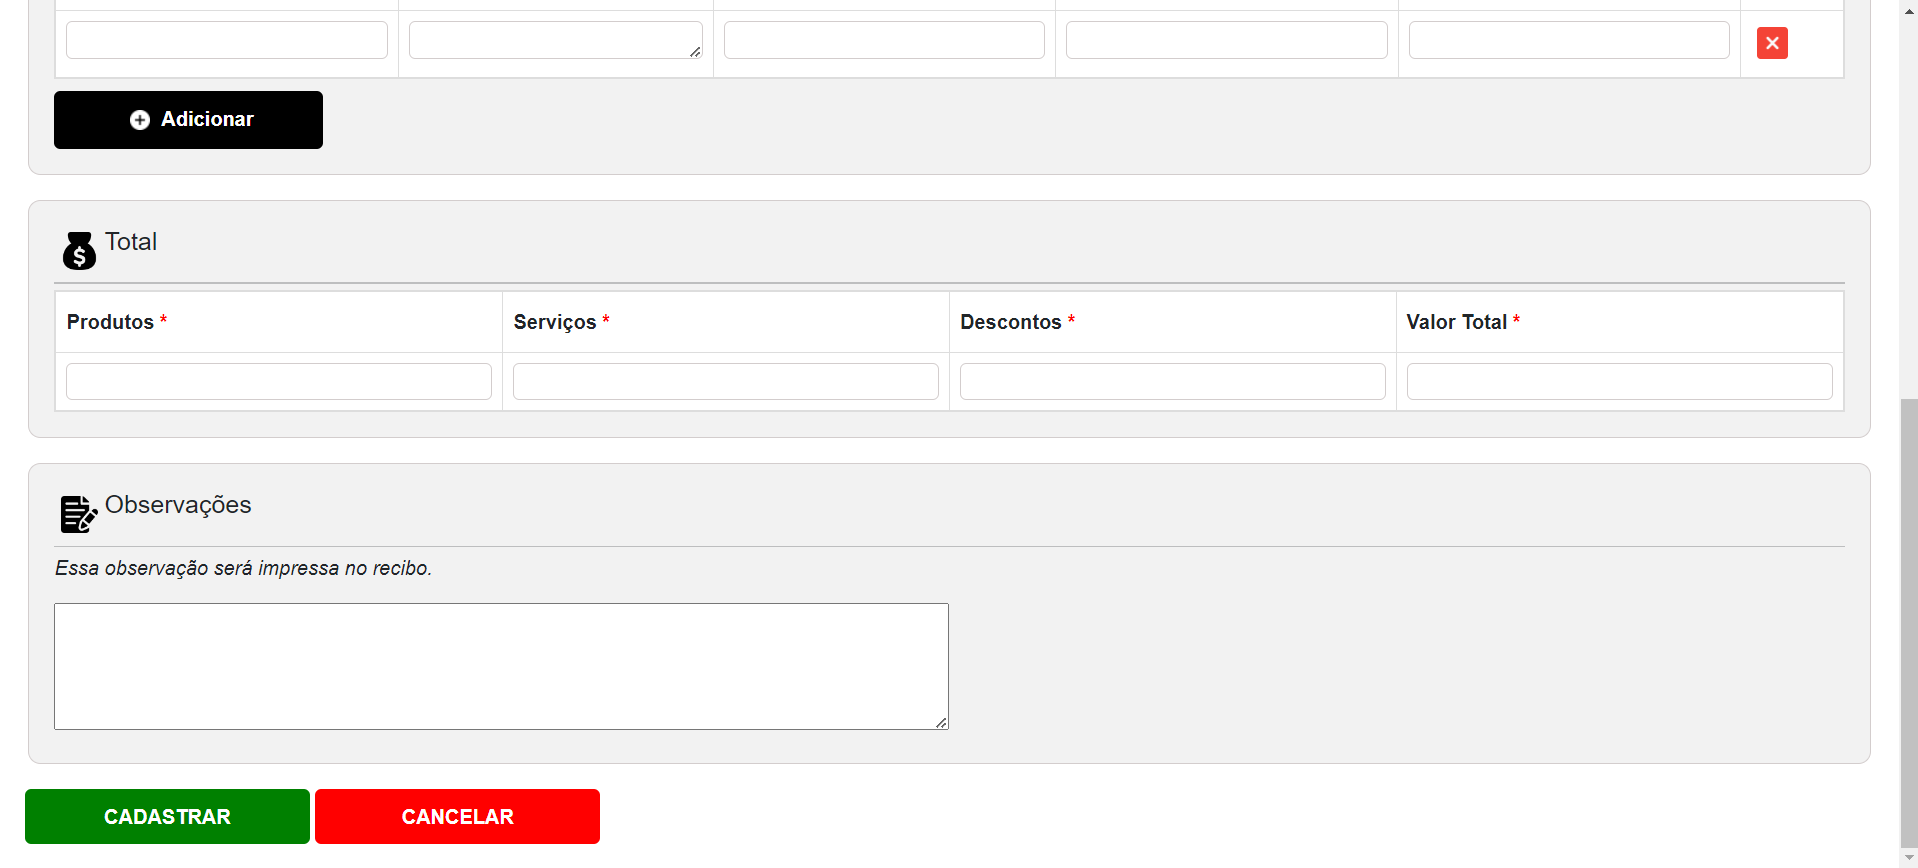 Adicionar
Total
Produtos *
Serviços *
Descontos *
Valor Total *
Observações
Essa observação será impressa no recibo.
CADASTRAR
CANCELAR